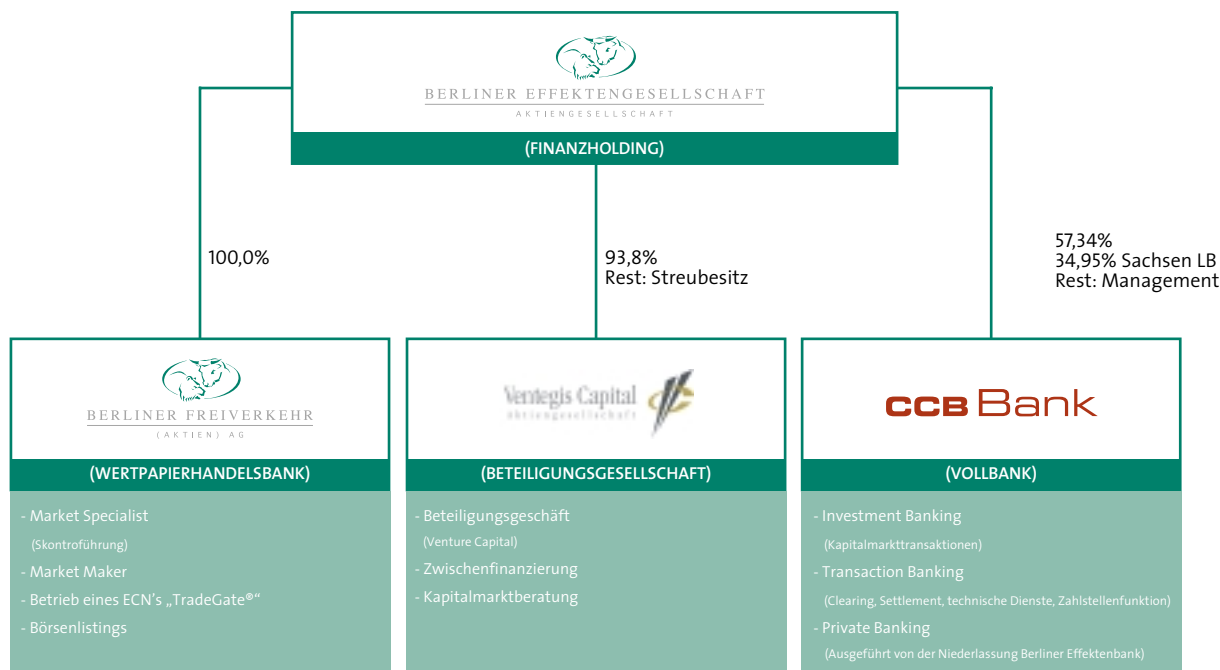 BERLINER EFFEKTENGESELLSCHAFT
AKTIENGESELLSCHAFT
(FINANZHOLDING)
100,0%
93,8%
Rest: Streubesitz
57,34%
34,95% Sachsen LB
Rest: Management
BERLINER FREIVERKEHR
(AKTIEN) AG
(WERTPAPIERHANDELSBANK)
- Market Specialist
(Skontroführung)
- Market Maker
- Betrieb eines ECN's „TradeGate®“
- Börsenlistings
Ventegis Capital
aktiengesellschaft
(BETEILIGUNGSGESELLSCHAFT)
- Beteiligungsgeschäft
(Venture Capital)
- Zwischenfinanzierung
- Kapitalmarktberatung
CCB Bank
(VOLLBANK)
- Investment Banking
(Kapitalmarkttransaktionen)
- Transaction Banking
(Clearing, Settlement, technische Dienste, Zahlstellenfunktion)
- Private Banking
(Ausgeführt von der Niederlassung Berliner Effektenbank)